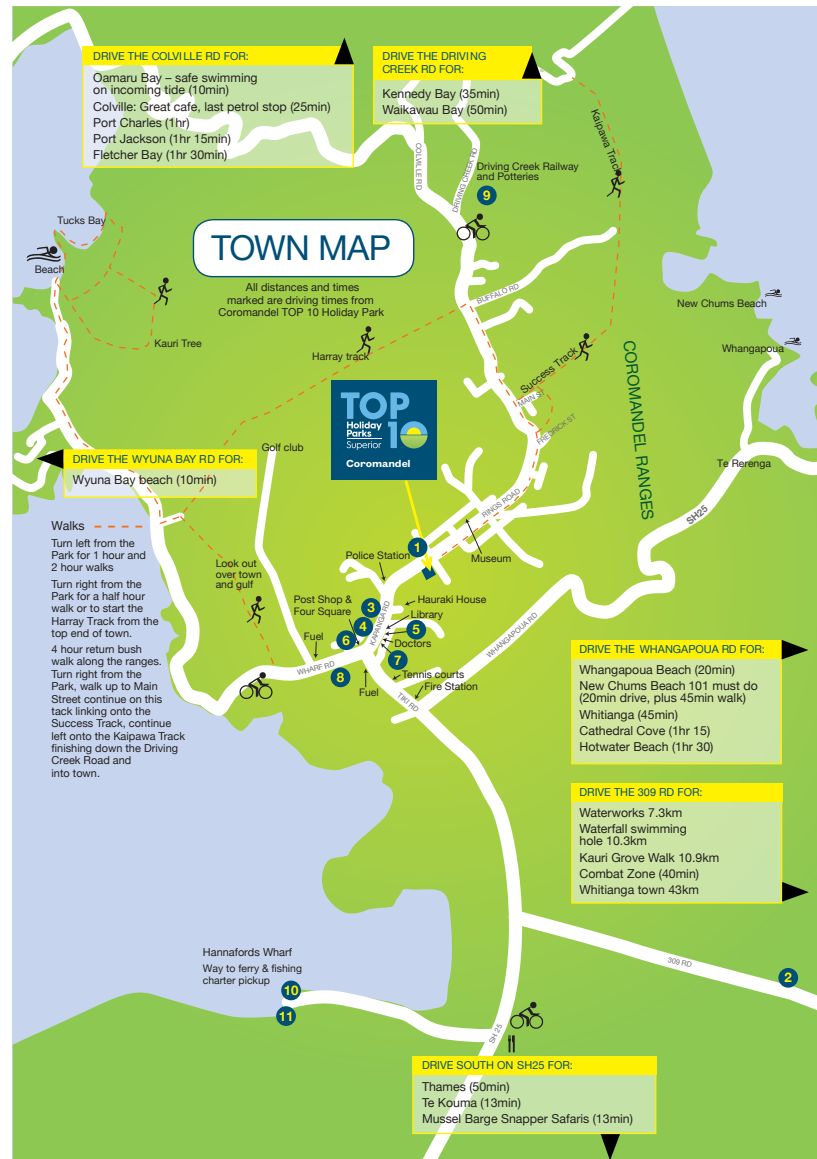 DRIVE THE COLVILLE RD FOR:
Oamaru Bay – safe swimming
on incoming tide (10min)
Colville: Great cafe, last petrol stop (25min)
Port Charles (1hr)
Port Jackson (1hr 15min)
Fletcher Bay (1hr 30min)
DRIVE THE DRIVING
CREEK RD FOR:
Kennedy Bay (35min)
Waikawau Bay (50min)
COLVILLE RD
DRIVING CREEK RD
Driving Creek Railway
and Potteries
9
Kaipawa Track
Tucks Bay
Beach
Kauri Tree
TOWN MAP
All distances and times
marked are driving times from
Coromandel TOP 10 Holiday Park
Harray track
BUFFALO RD
Success Track
MAIN ST
FREDRICK ST
COROMANDEL RANGES
New Chums Beach
Whangapoua
Te Rerenga
SH25
TOP
10
Holiday
Parks
Superior
Coromandel
Golf club
DRIVE THE WYUNA BAY RD FOR:
Wyuna Bay beach (10min)
Walks
Turn left from the
Park for 1 hour and
2 hour walks
Turn right from the
Park for a half hour
walk or to start the
Harray Track from the
top end of town.
4 hour return bush
walk along the ranges.
Turn right from the
Park, walk up to Main
Street continue on this
tack linking onto the
Success Track, continue
left onto the Kaipawa Track
finishing down the Driving
Creek Road and
into town.
Look out
over town
and gulf
RINGS ROAD
1
Museum
Police Station
Post Shop &
Four Square
3
Hauraki House
Library
4
5
KAPANGA RD
6
Doctors
7
Fuel
WHARF RD
8
Fuel
Tennis courts
Fire Station
TIKI RD
WHANGAPOUA RD
DRIVE THE WHANGAPOUA RD FOR:
Whangapoua Beach (20min)
New Chums Beach 101 must do
(20min drive, plus 45min walk)
Whitianga (45min)
Cathedral Cove (1hr 15)
Hotwater Beach (1hr 30)
DRIVE THE 309 RD FOR:
Waterworks 7.3km
Waterfall swimming
hole 10.3km
Kauri Grove Walk 10.9km
Combat Zone (40min)
Whitianga town 43km
309 RD
2
Hannafords Wharf
Way to ferry & fishing
charter pickup
10
11
SH 25
DRIVE SOUTH ON SH25 FOR:
Thames (50min)
Te Kouma (13min)
Mussel Barge Snapper Safaris (13min)